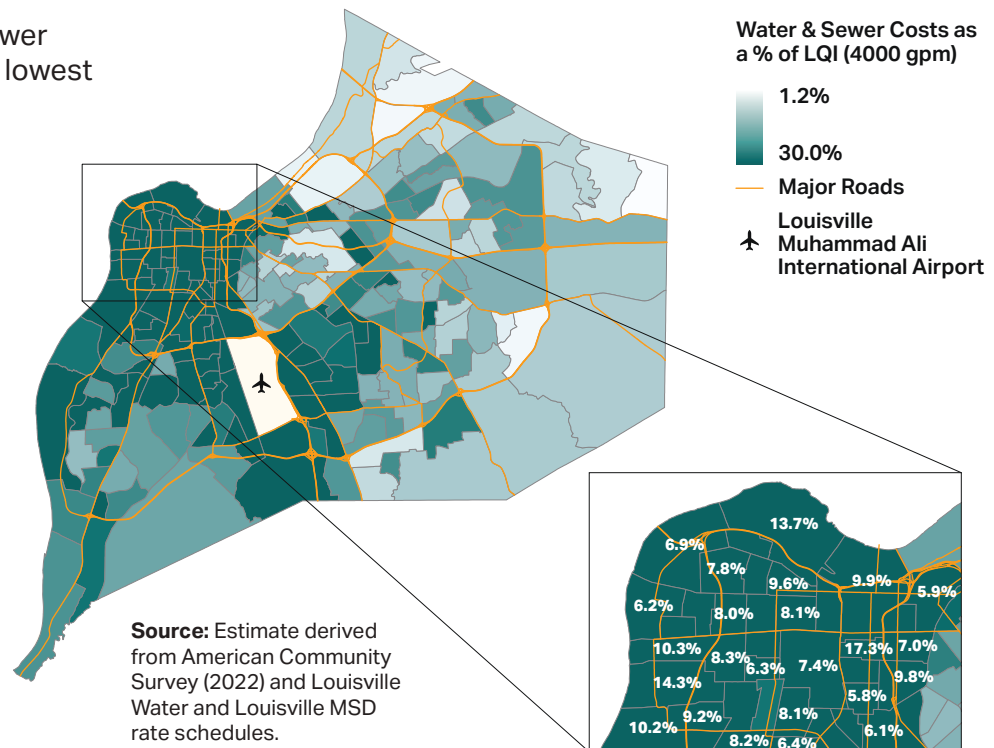 wer
lowest
Water & Sewer Costs as
a % of LQI (4000 gpm)
1.2%
30.0%
Major Roads
Louisville
Muhammad Ali
International Airport
13.7%
6.9%
7.8%
9.6%
9.9%
5.9%
6.2%
8.0%
8.1%
10.3%
8.3%
6.3%
7.4%
17.3%
7.0%
14.3%
9.8%
5.8%
10.2%
9.2%
8.1%
6.1%
8.2%
6.4%
Source: Estimate derived
from American Community
Survey (2022) and Louisville
Water and Louisville MSD
rate schedules.